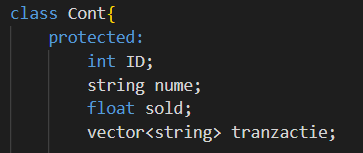 class Cont{
protected:
int ID;
string nume;
float sold;
vector<string> tranzactie;